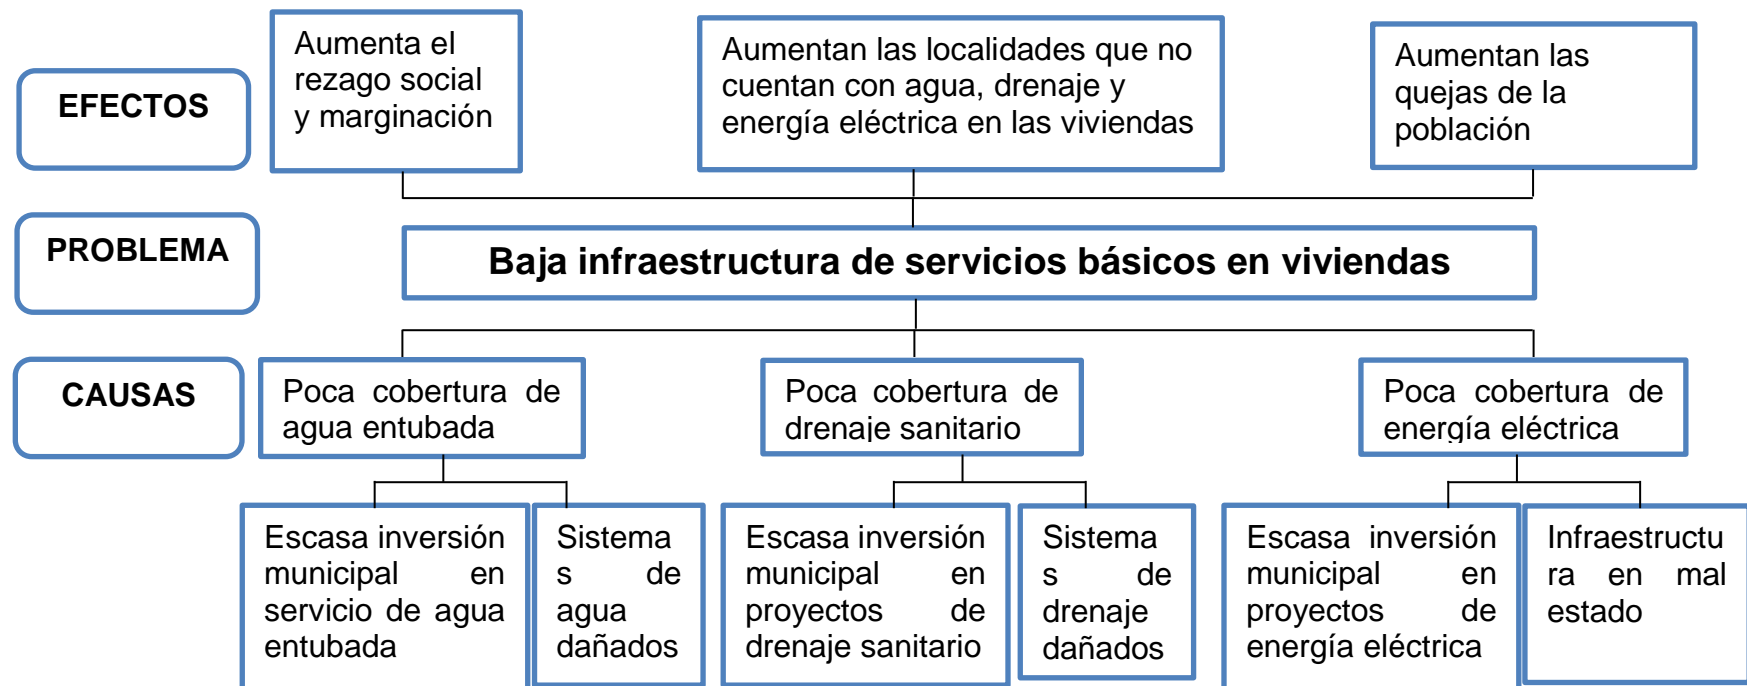 EFECTOS
Aumenta el
rezago social
y marginación
Aumentan las localidades que no
cuentan con agua, drenaje y
energía eléctrica en las viviendas
Aumentan las
quejas de la
población
PROBLEMA
Baja infraestructura de servicios básicos en viviendas
CAUSAS
Poca cobertura de
agua entubada
Poca cobertura de
drenaje sanitario
Poca cobertura de
energía eléctrica
Escasa inversión
municipal en
servicio de agua
entubada
Sistema
s de
agua
dañados
Escasa inversión
municipal en
proyectos de
drenaje sanitario
Sistema
s de
drenaje
dañados
Escasa inversión
municipal en
proyectos de
energía eléctrica
Infraestructu
ra en mal
estado